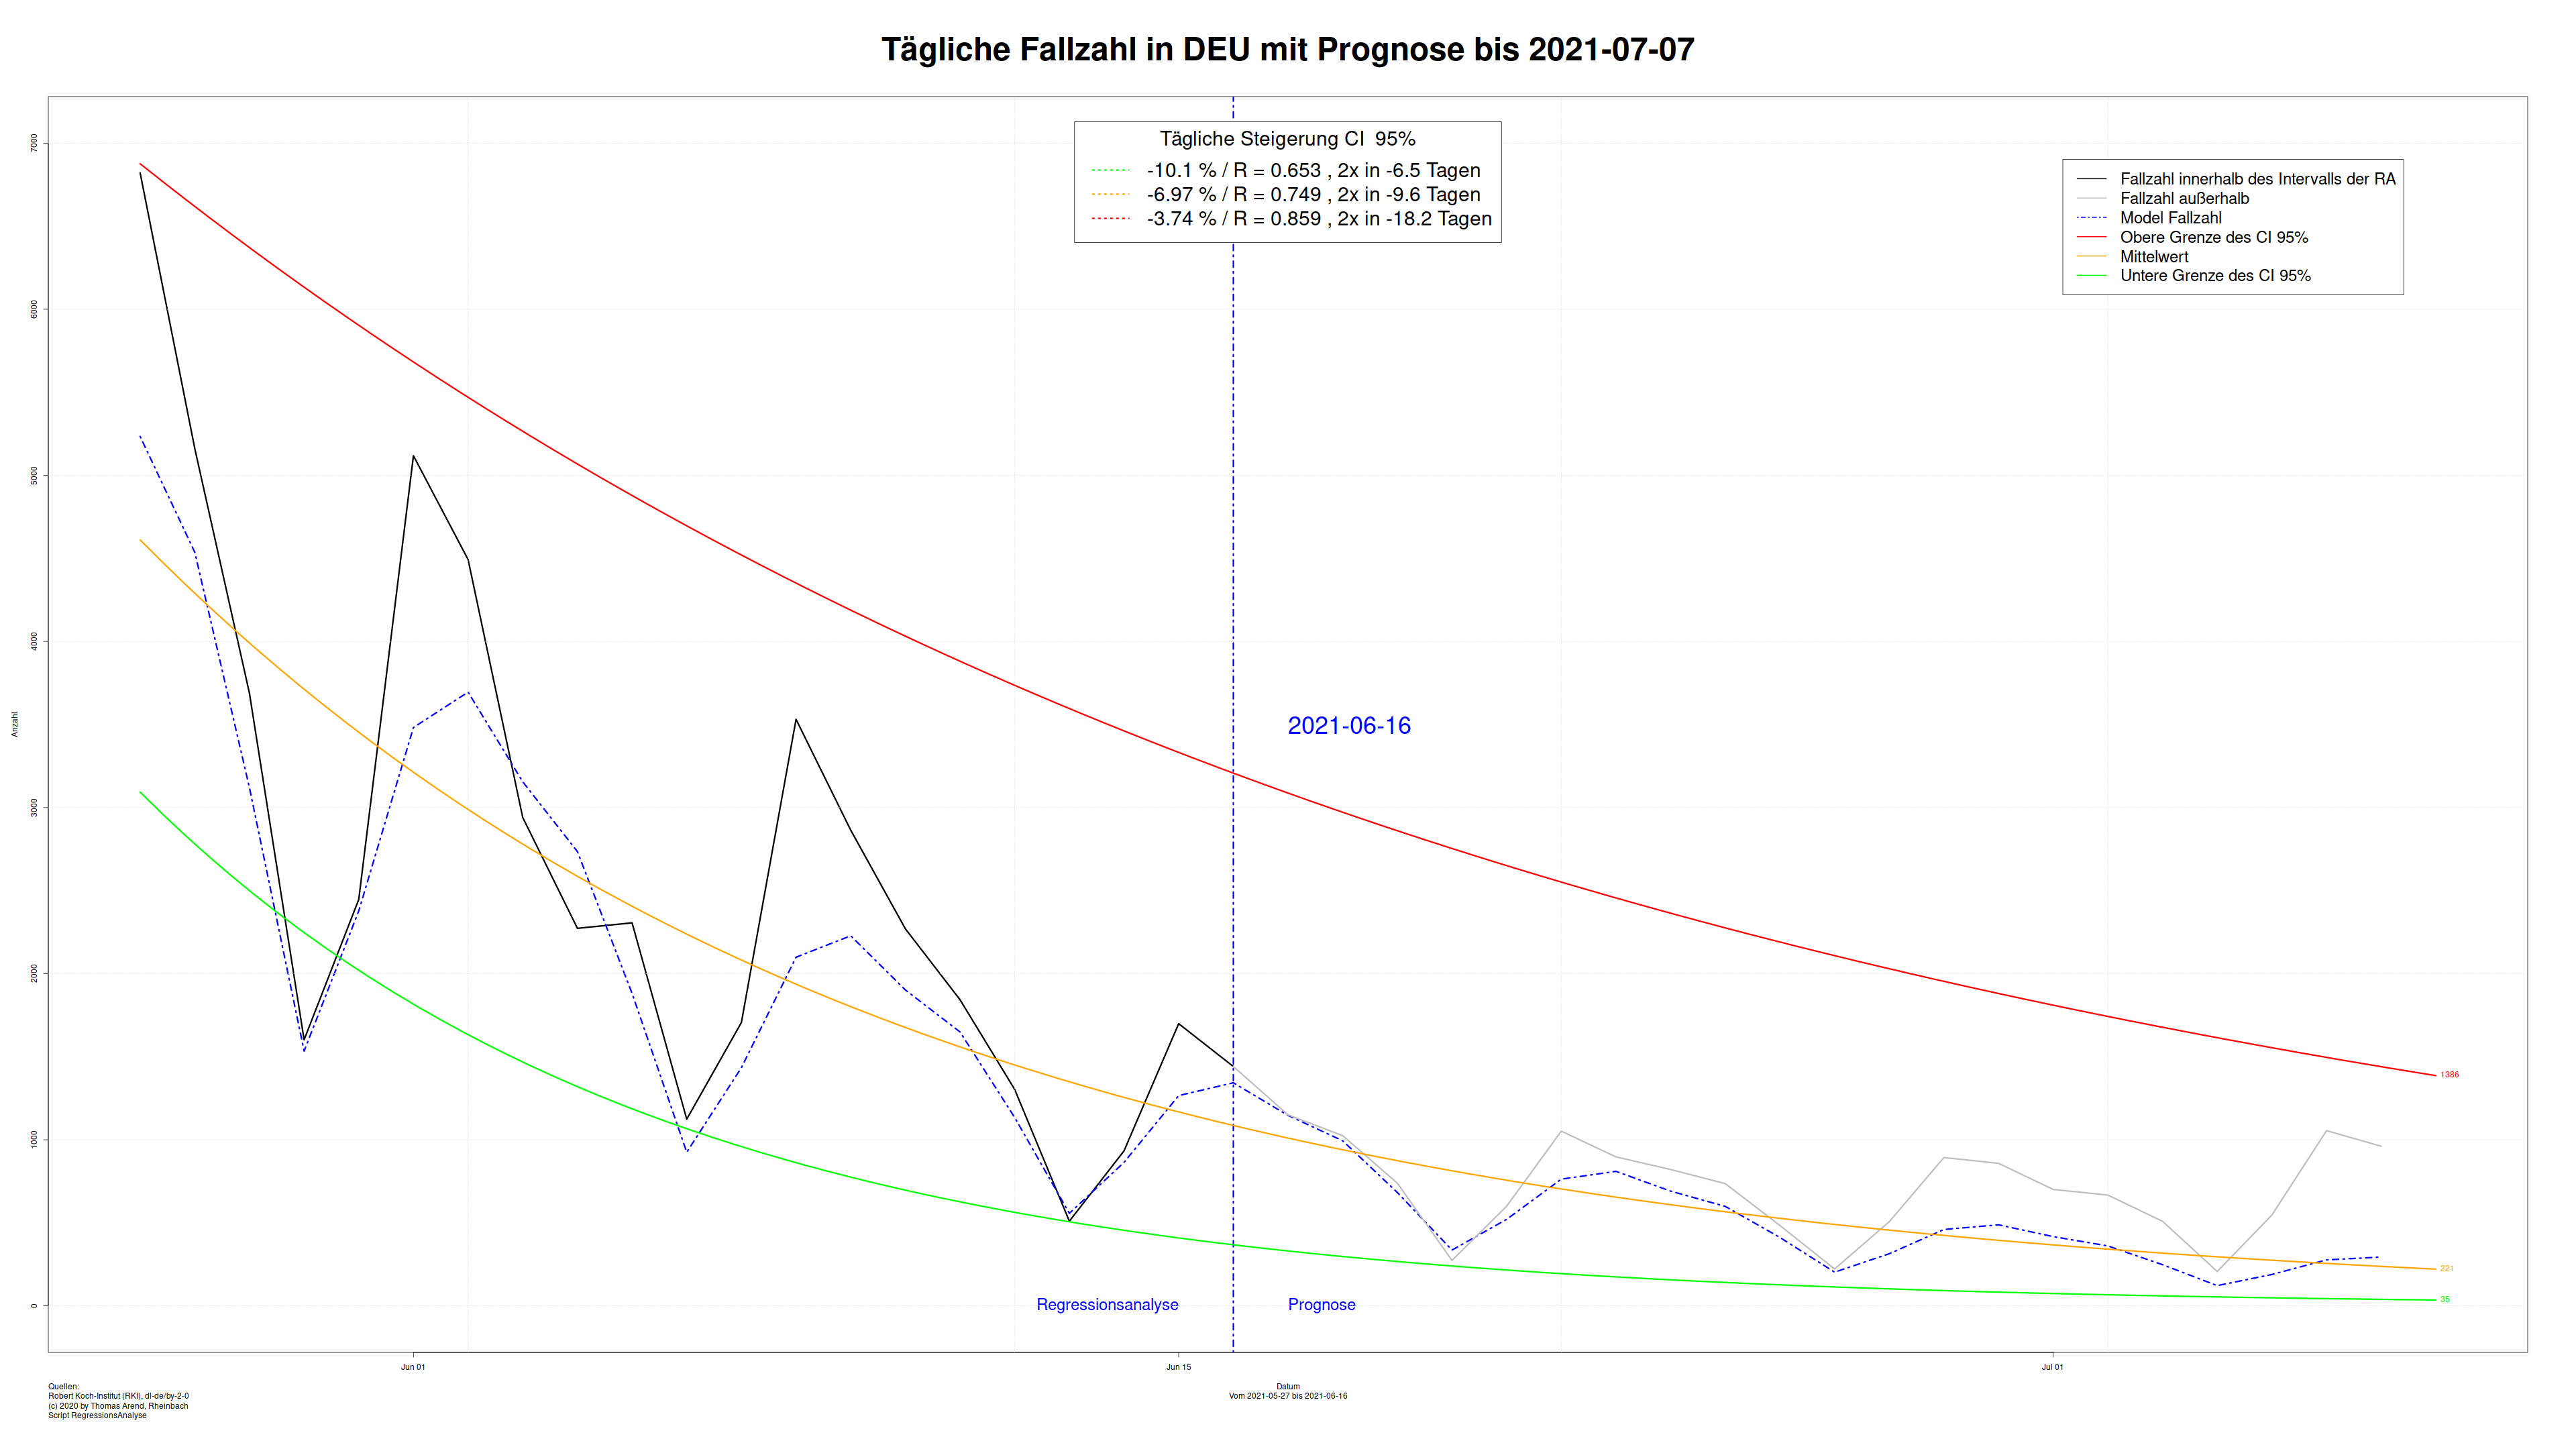 Tägliche Fallzahl in DEU mit Prognose bis 2021-07-07
Tägliche Steigerung CI  95%
-10.1 % / R = 0.653 , 2x in -6.5 Tagen
-6.97 % / R = 0.749 , 2x in -9.6 Tagen
-3.74 % / R = 0.859 , 2x in -18.2 Tagen
Fallzahl innerhalb des Intervalls der RA
Fallzahl außerhalb
Model Fallzahl
Obere Grenze des CI 95%
Mittelwert
Untere Grenze des CI 95%
7000
6000
5000
4000
3000
2000
1000
0
Anzahl
2021-06-16
1386
221
35
Regressionsanalyse
Prognose
Jun 01
Jun 15
Jul 01
Datum
Vom 2021-05-27 bis 2021-06-16
Quellen:
Robert Koch-Institut (RKI), dl-de/by-2-0
(c) 2020 by Thomas Arend, Rheinbach
Script RegressionsAnalyse